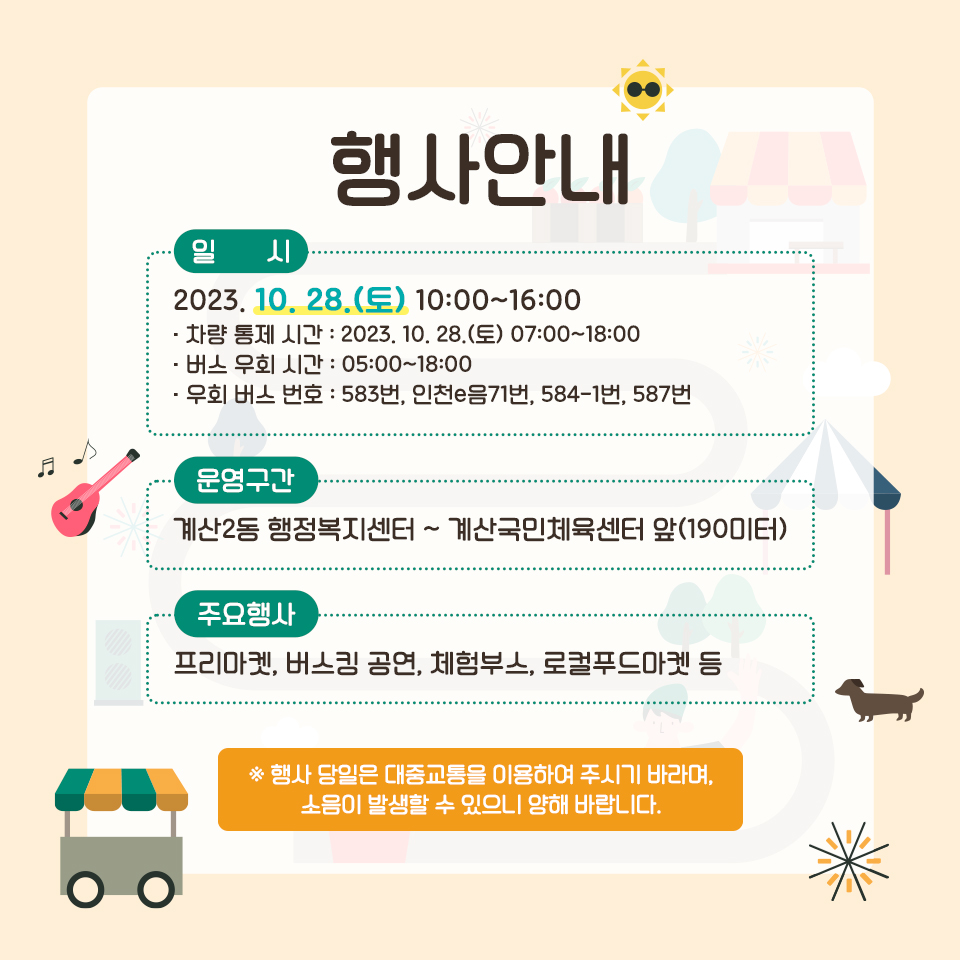 행사안내
일 시
2023. 10. 28.(토) 10:00~16:00
· 차량 통제 시간 : 2023. 10. 28.(토) 07:00~18:00
· 버스 우회 시간 : 05:00~18:00
· 우회 버스 번호 : 583번, 인천e음71번, 584-1번, 587번
운영구간
계산2동 행정복지센터 ~ 계산국민체육센터 앞(190미터)
주요행사
프리마켓, 버스킹 공연, 체험부스, 로컬푸드마켓 등
※ 행사 당일은 대중교통을 이용하여 주시기 바라며,
소음이 발생할 수 있으니 양해 바랍니다.